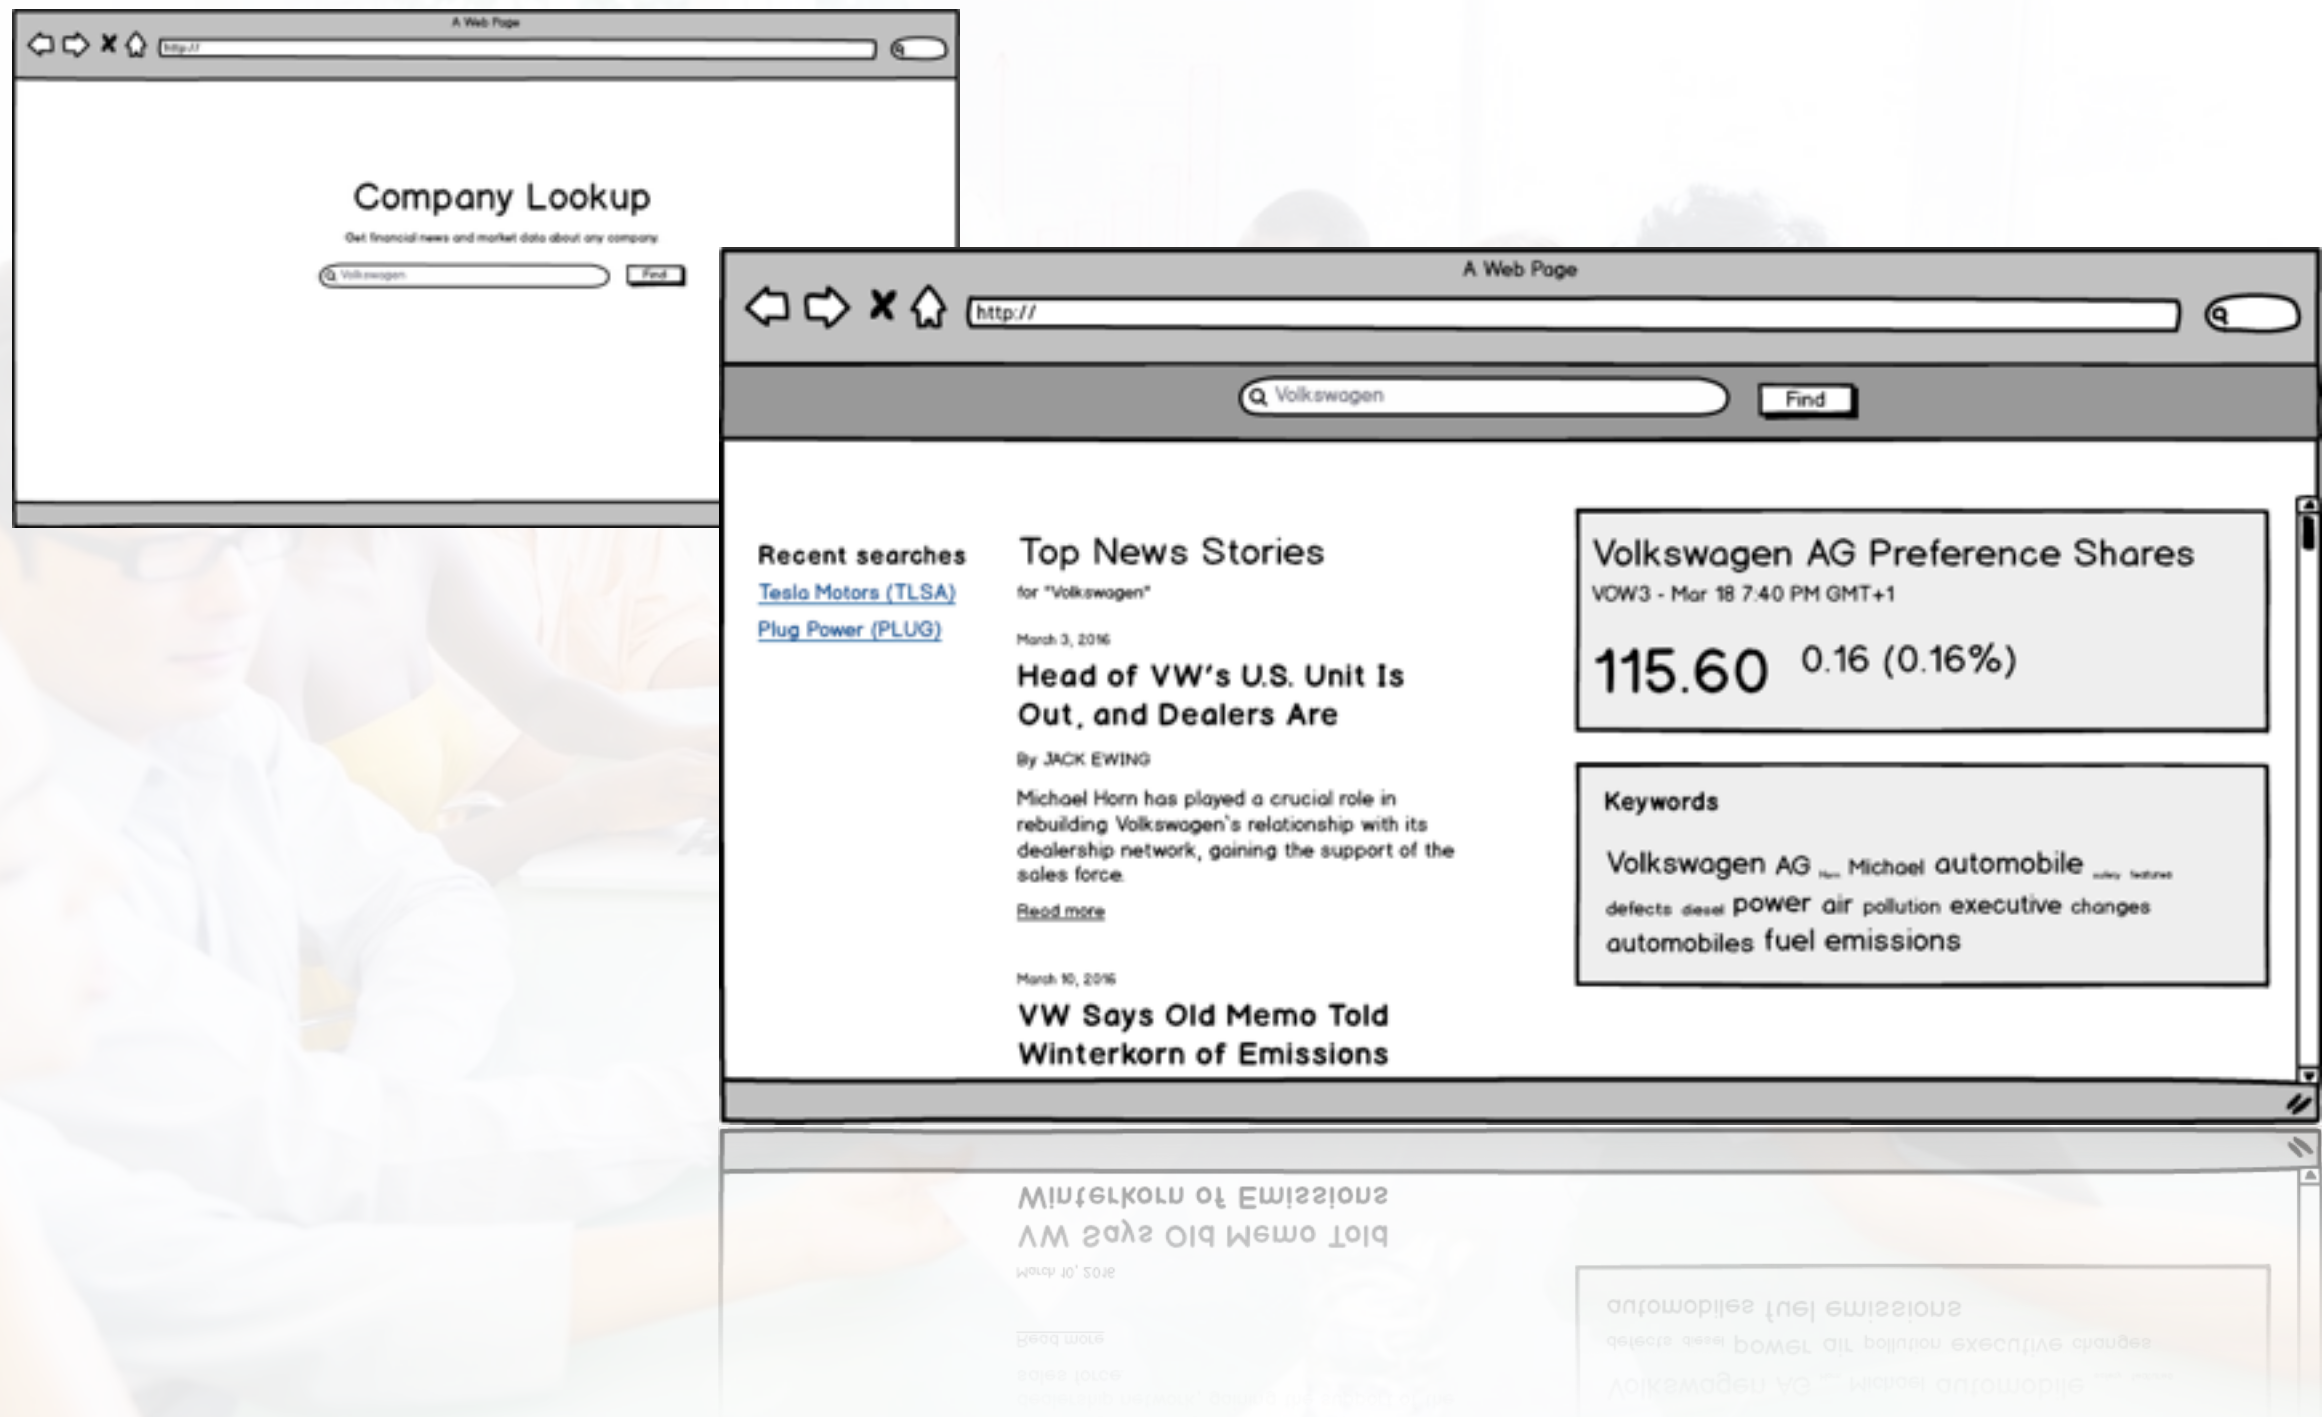 A Web Page
http://
Company Lookup
Get financial news and market data about any company
Volkswagen
Find
A Web Page
http://
Volkswagen
Find
Recent searches
Tesla Motors (TLSA)
Plug Power (PLUG)
Top News Stories
for "Volkswagen"
March 3, 2016
Head of VW's U.S. Unit Is
Out, and Dealers Are
By JACK EWING
Michael Horn has played a crucial role in
rebuilding Volkswagen's relationship with its
dealership network, gaining the support of the
sales force.
Read more
March 10, 2016
VW Says Old Memo Told
Winterkorn of Emissions
Volkswagen AG Preference Shares
VOW3 - Mar 18 7:40 PM GMT+1
115.60 0.16 (0.16%)
Keywords
Volkswagen AG Horn Michael automobile safety features
defects diesel power air pollution executive changes
automobiles fuel emissions